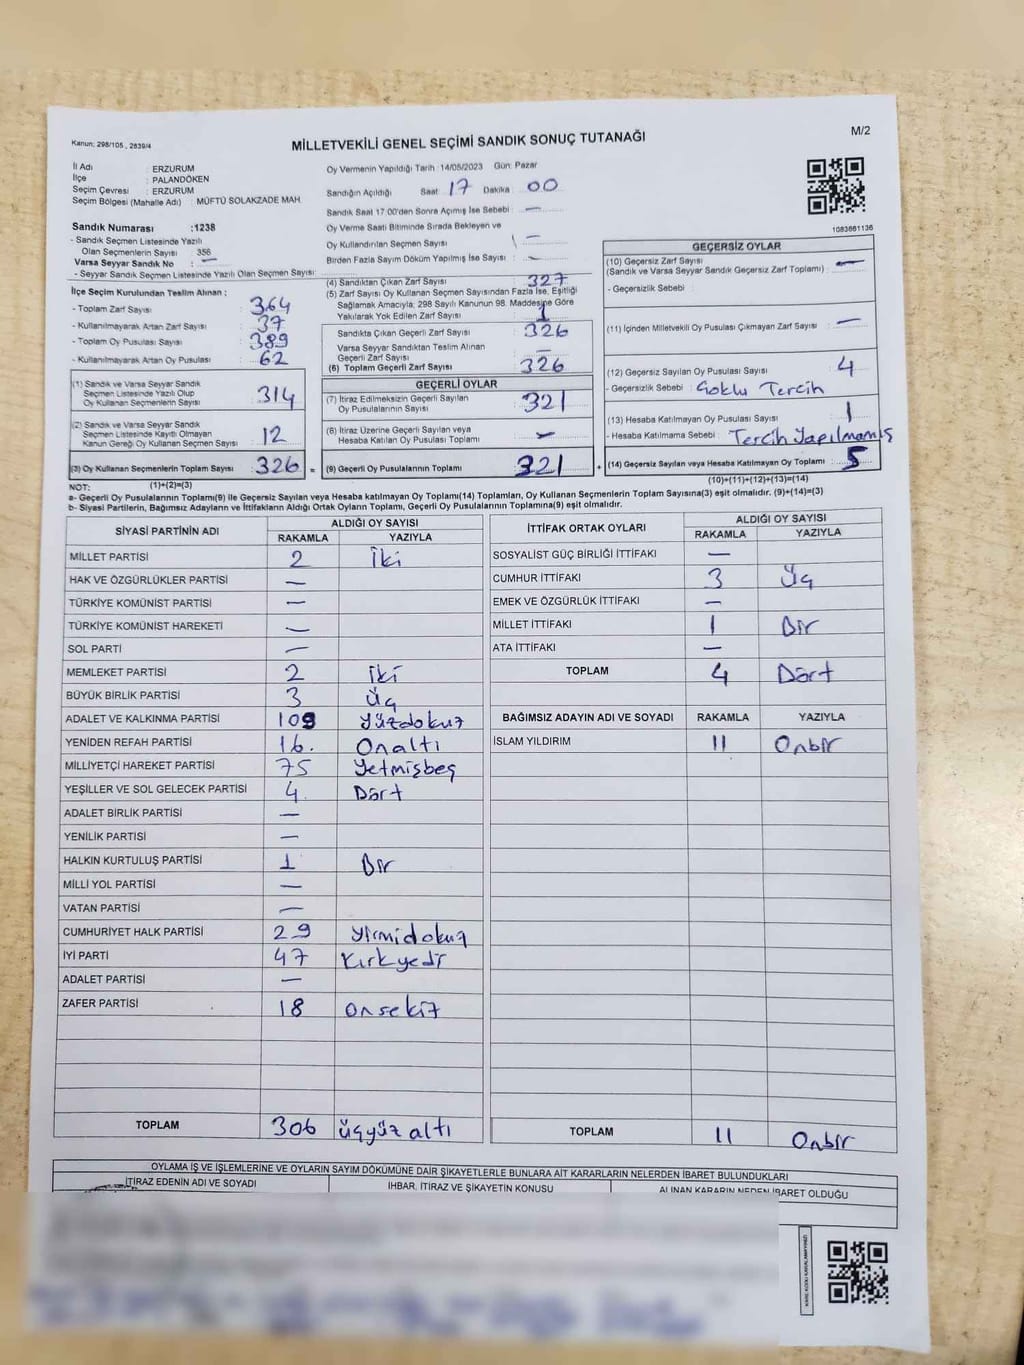 Kanun; 298/105 , 2839/4
MİLLETVEKİLİ GENEL SEÇİMİ SANDIK SONUÇ TUTANAĞI
M/2
İl Adı : ERZURUM
İlçe : PALANDÖKEN
Seçim Çevresi : ERZURUM
Seçim Bölgesi (Mahalle Adı) : MÜFTÜ SOLAKZADE MAH.
Sandık Numarası :1238
- Sandık Seçmen Listesinde Yazılı
Olan Seçmenlerin Sayısı : 356
Varsa Seyyar Sandık No : —
- Seyyar Sandık Seçmen Listesinde Yazılı Olan Seçmen Sayısı:
Oy Vermenin Yapıldığı Tarih :14/05/2023 Gün: Pazar
Sandığın Açıldığı Saat 17 Dakika : 00
Sandık Saat 17:00'den Sonra Açımış İse Sebebi : —
Oy Verme Saati Bitiminde Sırada Bekleyen ve
Oy Kullandırılan Seçmen Sayısı —
Birden Fazla Sayım Döküm Yapılmış İse Sayısı : —
1083661136
İlçe Seçim Kurulundan Teslim Alınan :
- Toplam Zarf Sayısı : 364
- Kullanılmayarak Artan Zarf Sayısı : 37
- Toplam Oy Pusulası Sayısı : 389
- Kullanılmayarak Artan Oy Pusulası : 62
(4) Sandıktan Çıkan Zarf Sayısı : 327
(5) Zarf Sayısı Oy Kullanan Seçmen Sayısından Fazla İse, Eşitliği
Sağlamak Amacıyla; 298 Sayılı Kanunun 98. Maddesine Göre
Yakılarak Yok Edilen Zarf Sayısı : 1
Sandıkta Çıkan Geçerli Zarf Sayısı : 326
Varsa Seyyar Sandıktan Teslim Alınan
Geçerli Zarf Sayısı : —
(6) Toplam Geçerli Zarf Sayısı : 326
GEÇERSİZ OYLAR
(10) Geçersiz Zarf Sayısı : —
(Sandık ve Varsa Seyyar Sandık Geçersiz Zarf Toplamı)
- Geçersizlik Sebebi :
(11) İçinden Milletvekili Oy Pusulası Çıkmayan Zarf Sayısı : —
(12) Geçersiz Sayılan Oy Pusulası Sayısı : 4
- Geçersizlik Sebebi : Çoklu Tercih
(13) Hesaba Katılmayan Oy Pusulası Sayısı : 1
- Hesaba Katılmama Sebebi : Tercih Yapılmamış
(1) Sandık ve Varsa Seyyar Sandık
Seçmen Listesinde Yazılı Olup
Oy Kullanan Seçmenlerin Sayısı : 314
(2) Sandık ve Varsa Seyyar Sandık
Seçmen Listesinde Kayıtlı Olmayan
Kanun Gereği Oy Kullanan Seçmen Sayısı : 12
GEÇERLİ OYLAR
(7) İtiraz Edilmeksizin Geçerli Sayılan
Oy Pusulalarının Sayısı : 321
(8) İtiraz Üzerine Geçerli Sayılan veya
Hesaba Katılan Oy Pusulası Toplamı : —
(3) Oy Kullanan Seçmenlerin Toplam Sayısı : 326 = (9) Geçerli Oy Pusulalarının Toplamı : 321 + (14) Geçersiz Sayılan veya Hesaba Katılmayan Oy Toplamı : 5
NOT: (1)+(2)=(3) (10)+(11)+(12)+(13)=(14)
a- Geçerli Oy Pusulalarının Toplamı(9) ile Geçersiz Sayılan veya Hesaba katılmayan Oy Toplamı(14) Toplamları, Oy Kullanan Seçmenlerin Toplam Sayısına(3) eşit olmalıdır. (9)+(14)=(3)
b- Siyasi Partilerin, Bağımsız Adayların ve İttifakların Aldığı Ortak Oyların Toplamı, Geçerli Oy Pusulalarının Toplamına(9) eşit olmalıdır.
SİYASİ PARTİNİN ADI ALDIĞI OY SAYISI
RAKAMLA YAZIYLA
MİLLET PARTİSİ 2 İki
HAK VE ÖZGÜRLÜKLER PARTİSİ —
TÜRKİYE KOMÜNİST PARTİSİ —
TÜRKİYE KOMÜNİST HAREKETİ —
SOL PARTİ —
MEMLEKET PARTİSİ 2 İki
BÜYÜK BİRLİK PARTİSİ 3 Üç
ADALET VE KALKINMA PARTİSİ 109 Yüzdokuz
YENİDEN REFAH PARTİSİ 16. Onaltı
MİLLİYETÇİ HAREKET PARTİSİ 75 Yetmişbeş
YEŞİLLER VE SOL GELECEK PARTİSİ 4 Dört
ADALET BİRLİK PARTİSİ —
YENİLİK PARTİSİ —
HALKIN KURTULUŞ PARTİSİ 1 Bir
MİLLİ YOL PARTİSİ —
VATAN PARTİSİ —
CUMHURİYET HALK PARTİSİ 29 Yirmidokuz
İYİ PARTİ 47 Kırkyedi
ADALET PARTİSİ —
ZAFER PARTİSİ 18 Onsekiz
TOPLAM 306 üçyüz altı
İTTİFAK ORTAK OYLARI ALDIĞI OY SAYISI
RAKAMLA YAZIYLA
SOSYALİST GÜÇ BİRLİĞİ İTTİFAKI —
CUMHUR İTTİFAKI 3 Üç
EMEK VE ÖZGÜRLÜK İTTİFAKI —
MİLLET İTTİFAKI 1 Bir
ATA İTTİFAKI —
TOPLAM 4 Dört
BAĞIMSIZ ADAYIN ADI VE SOYADI RAKAMLA YAZIYLA
İSLAM YILDIRIM 11 Onbir
TOPLAM 11 Onbir
OYLAMA İŞ VE İŞLEMLERİNE VE OYLARIN SAYIM DÖKÜMÜNE DAİR ŞİKAYETLERLE BUNLARA AİT KARARLARIN NELERDEN İBARET BULUNDUKLARI
İTİRAZ EDENİN ADI VE SOYADI İHBAR, İTİRAZ VE ŞİKAYETİN KONUSU ALINAN KARARIN NEDEN İBARET OLDUĞU